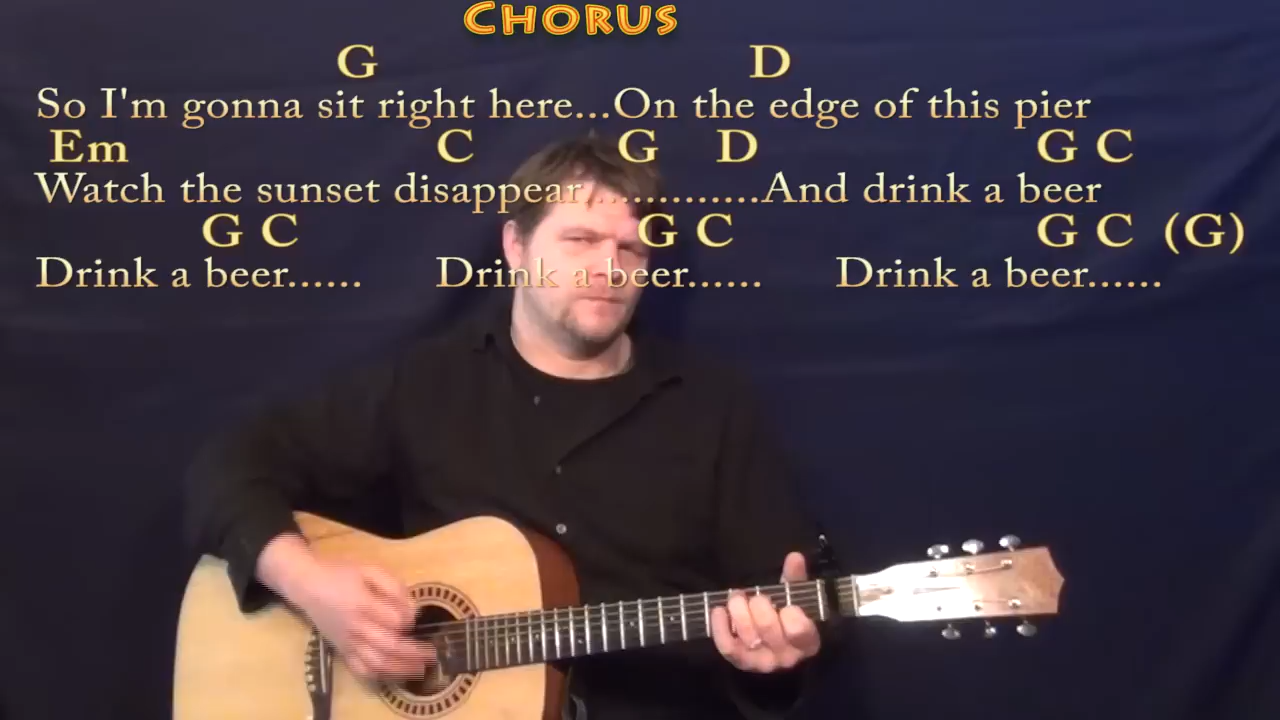 CHORUS
G D
So I'm gonna sit right here...On the edge of this pier
Em C G D G C
Watch the sunset disappear..............And drink a beer
G C G C G C (G)
Drink a beer...... Drink a beer...... Drink a beer......